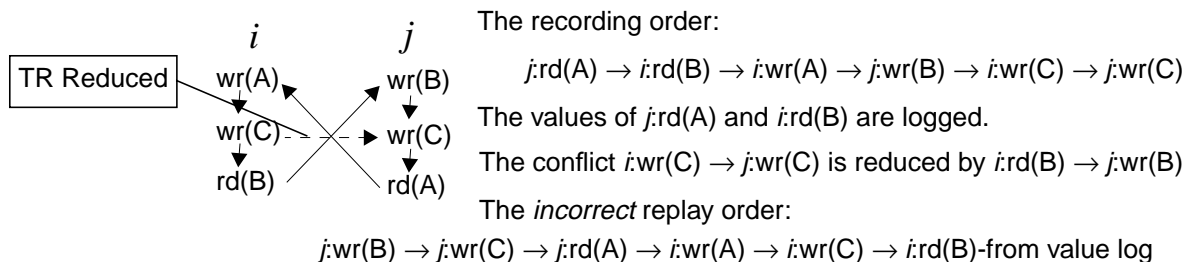 i j
TR Reduced
wr(A) wr(B)
wr(C) wr(C)
rd(B) rd(A)
The recording order:
j:rd(A) → i:rd(B) → i:wr(A) → j:wr(B) → i:wr(C) → j:wr(C)
The values of j:rd(A) and i:rd(B) are logged.
The conflict i:wr(C) → j:wr(C) is reduced by i:rd(B) → j:wr(B)
The incorrect replay order:
j:wr(B) → j:wr(C) → j:rd(A) → i:wr(A) → i:wr(C) → i:rd(B)-from value log